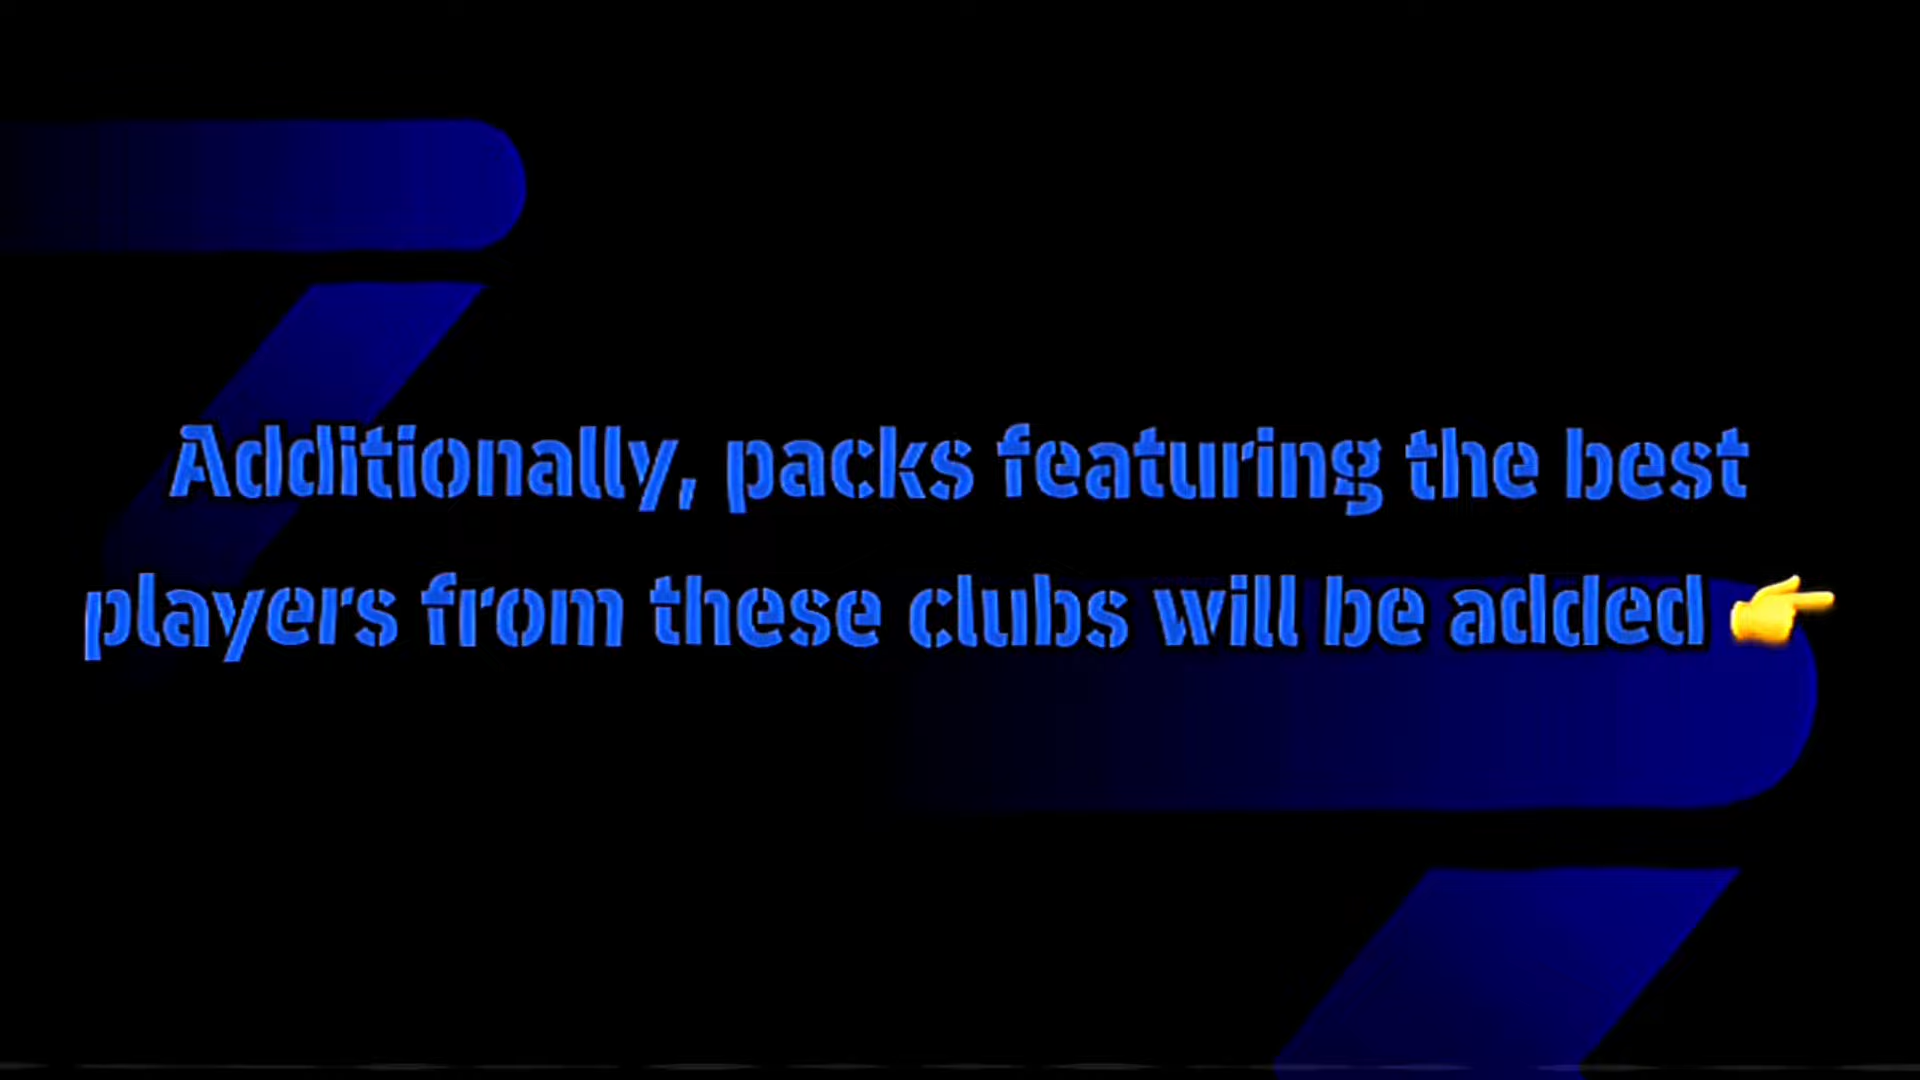 Additionally, packs featuring the best
players from these clubs will be added 👉